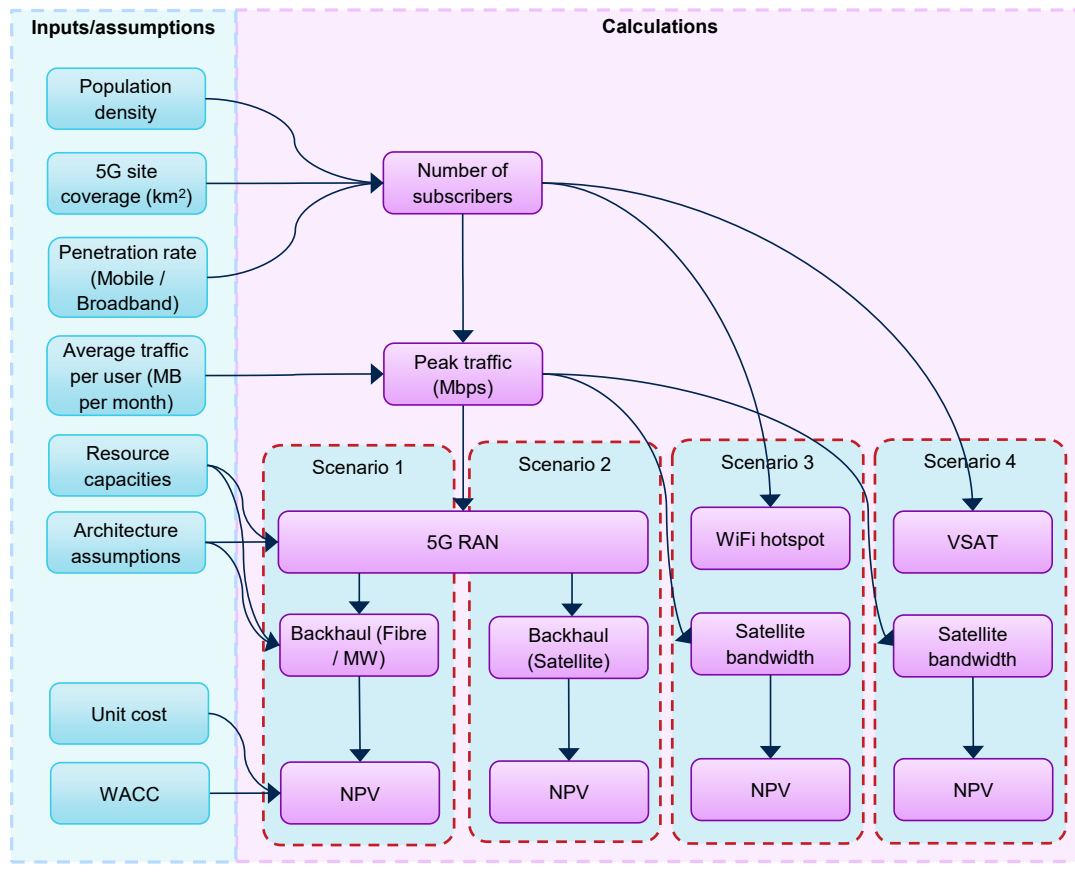 Inputs/assumptions
Calculations
Population
density
5G site
coverage (km²)
Penetration rate
(Mobile /
Broadband)
Average traffic
per user (MB
per month)
Resource
capacities
Architecture
assumptions
Unit cost
WACC
Number of
subscribers
Peak traffic
(Mbps)
Scenario 1
Scenario 2
Scenario 3
Scenario 4
5G RAN
WiFi hotspot
VSAT
Backhaul (Fibre
/ MW)
Backhaul
(Satellite)
Satellite
bandwidth
Satellite
bandwidth
NPV
NPV
NPV
NPV